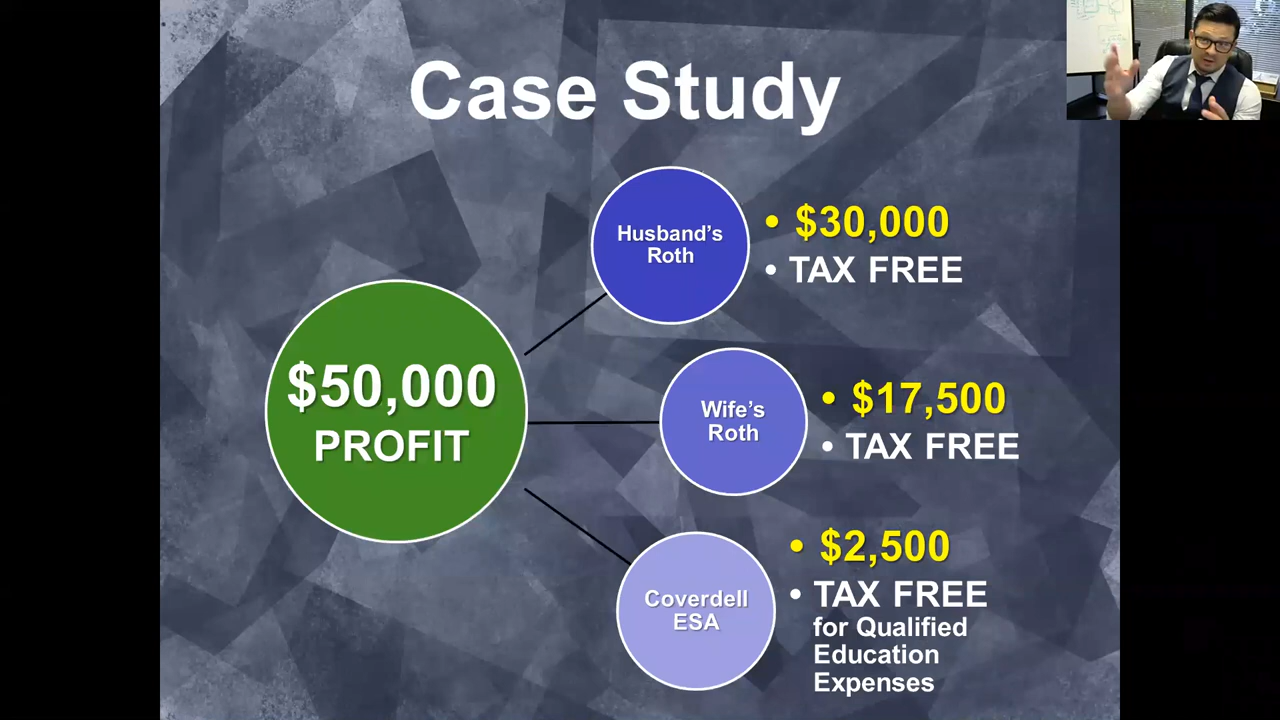 Case Study
$50,000
PROFIT
Husband's
Roth
• $30,000
• TAX FREE
Wife's
Roth
• $17,500
• TAX FREE
Coverdell
ESA
• $2,500
• TAX FREE
for Qualified
Education
Expenses